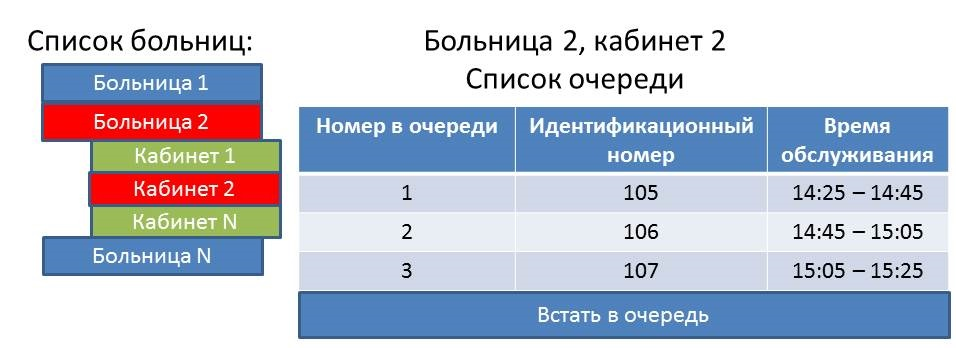 Список больниц:
Больница 1
Больница 2
Кабинет 1
Кабинет 2
Кабинет N
Больница N
Больница 2, кабинет 2
Список очереди
Номер в очереди Идентификационный Время
номер обслуживания
1 105 14:25 – 14:45
2 106 14:45 – 15:05
3 107 15:05 – 15:25
Встать в очередь